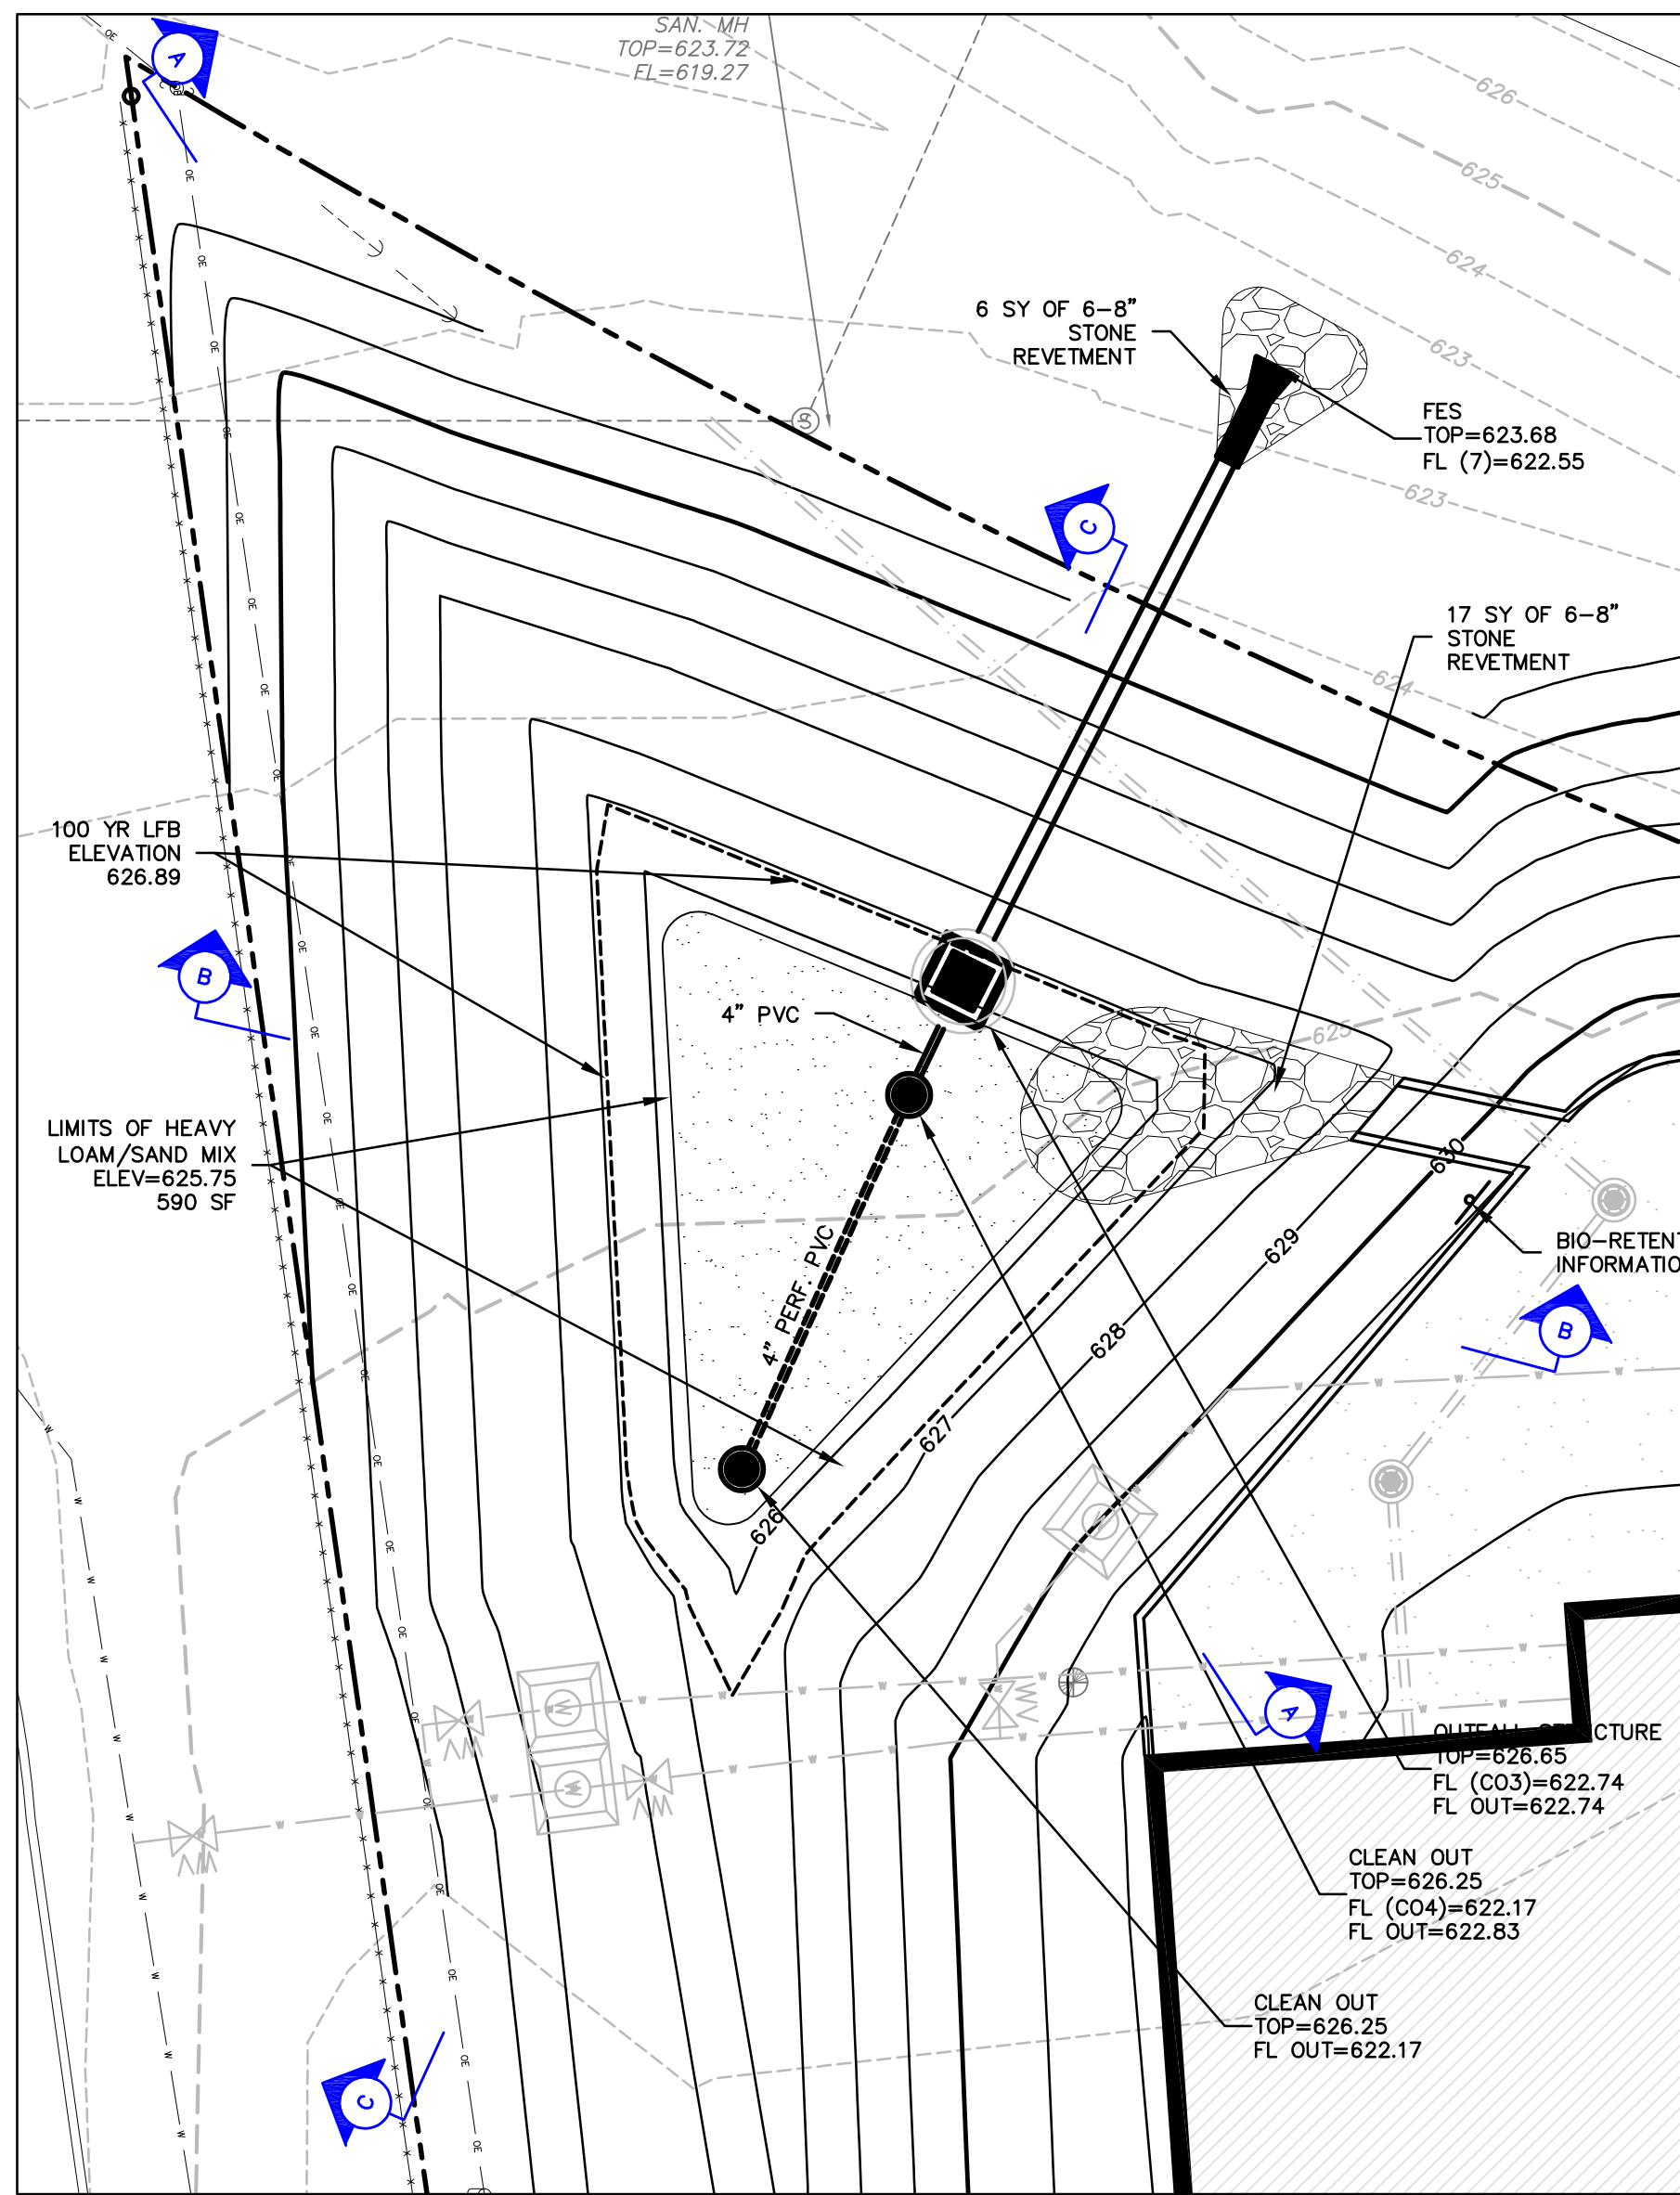 SAN. MH
TOP=623.72
FL=619.27
A
626
625
624
623
623
6 SY OF 6-8"
STONE
REVETMENT
FES
TOP=623.68
FL (7)=622.55
S
C
17 SY OF 6-8"
STONE
REVETMENT
624
100 YR LFB
ELEVATION
626.89
B
4" PVC
625
LIMITS OF HEAVY
LOAM/SAND MIX
ELEV=625.75
590 SF
630
629
628
627
626
4" PERF. PVC
BIO-RETENT
INFORMATIO
B
A
TOP=626.65
FL (CO3)=622.74
FL OUT=622.74
CLEAN OUT
TOP=626.25
FL (CO4)=622.17
FL OUT=622.83
CLEAN OUT
TOP=626.25
FL OUT=622.17
C
OE
W